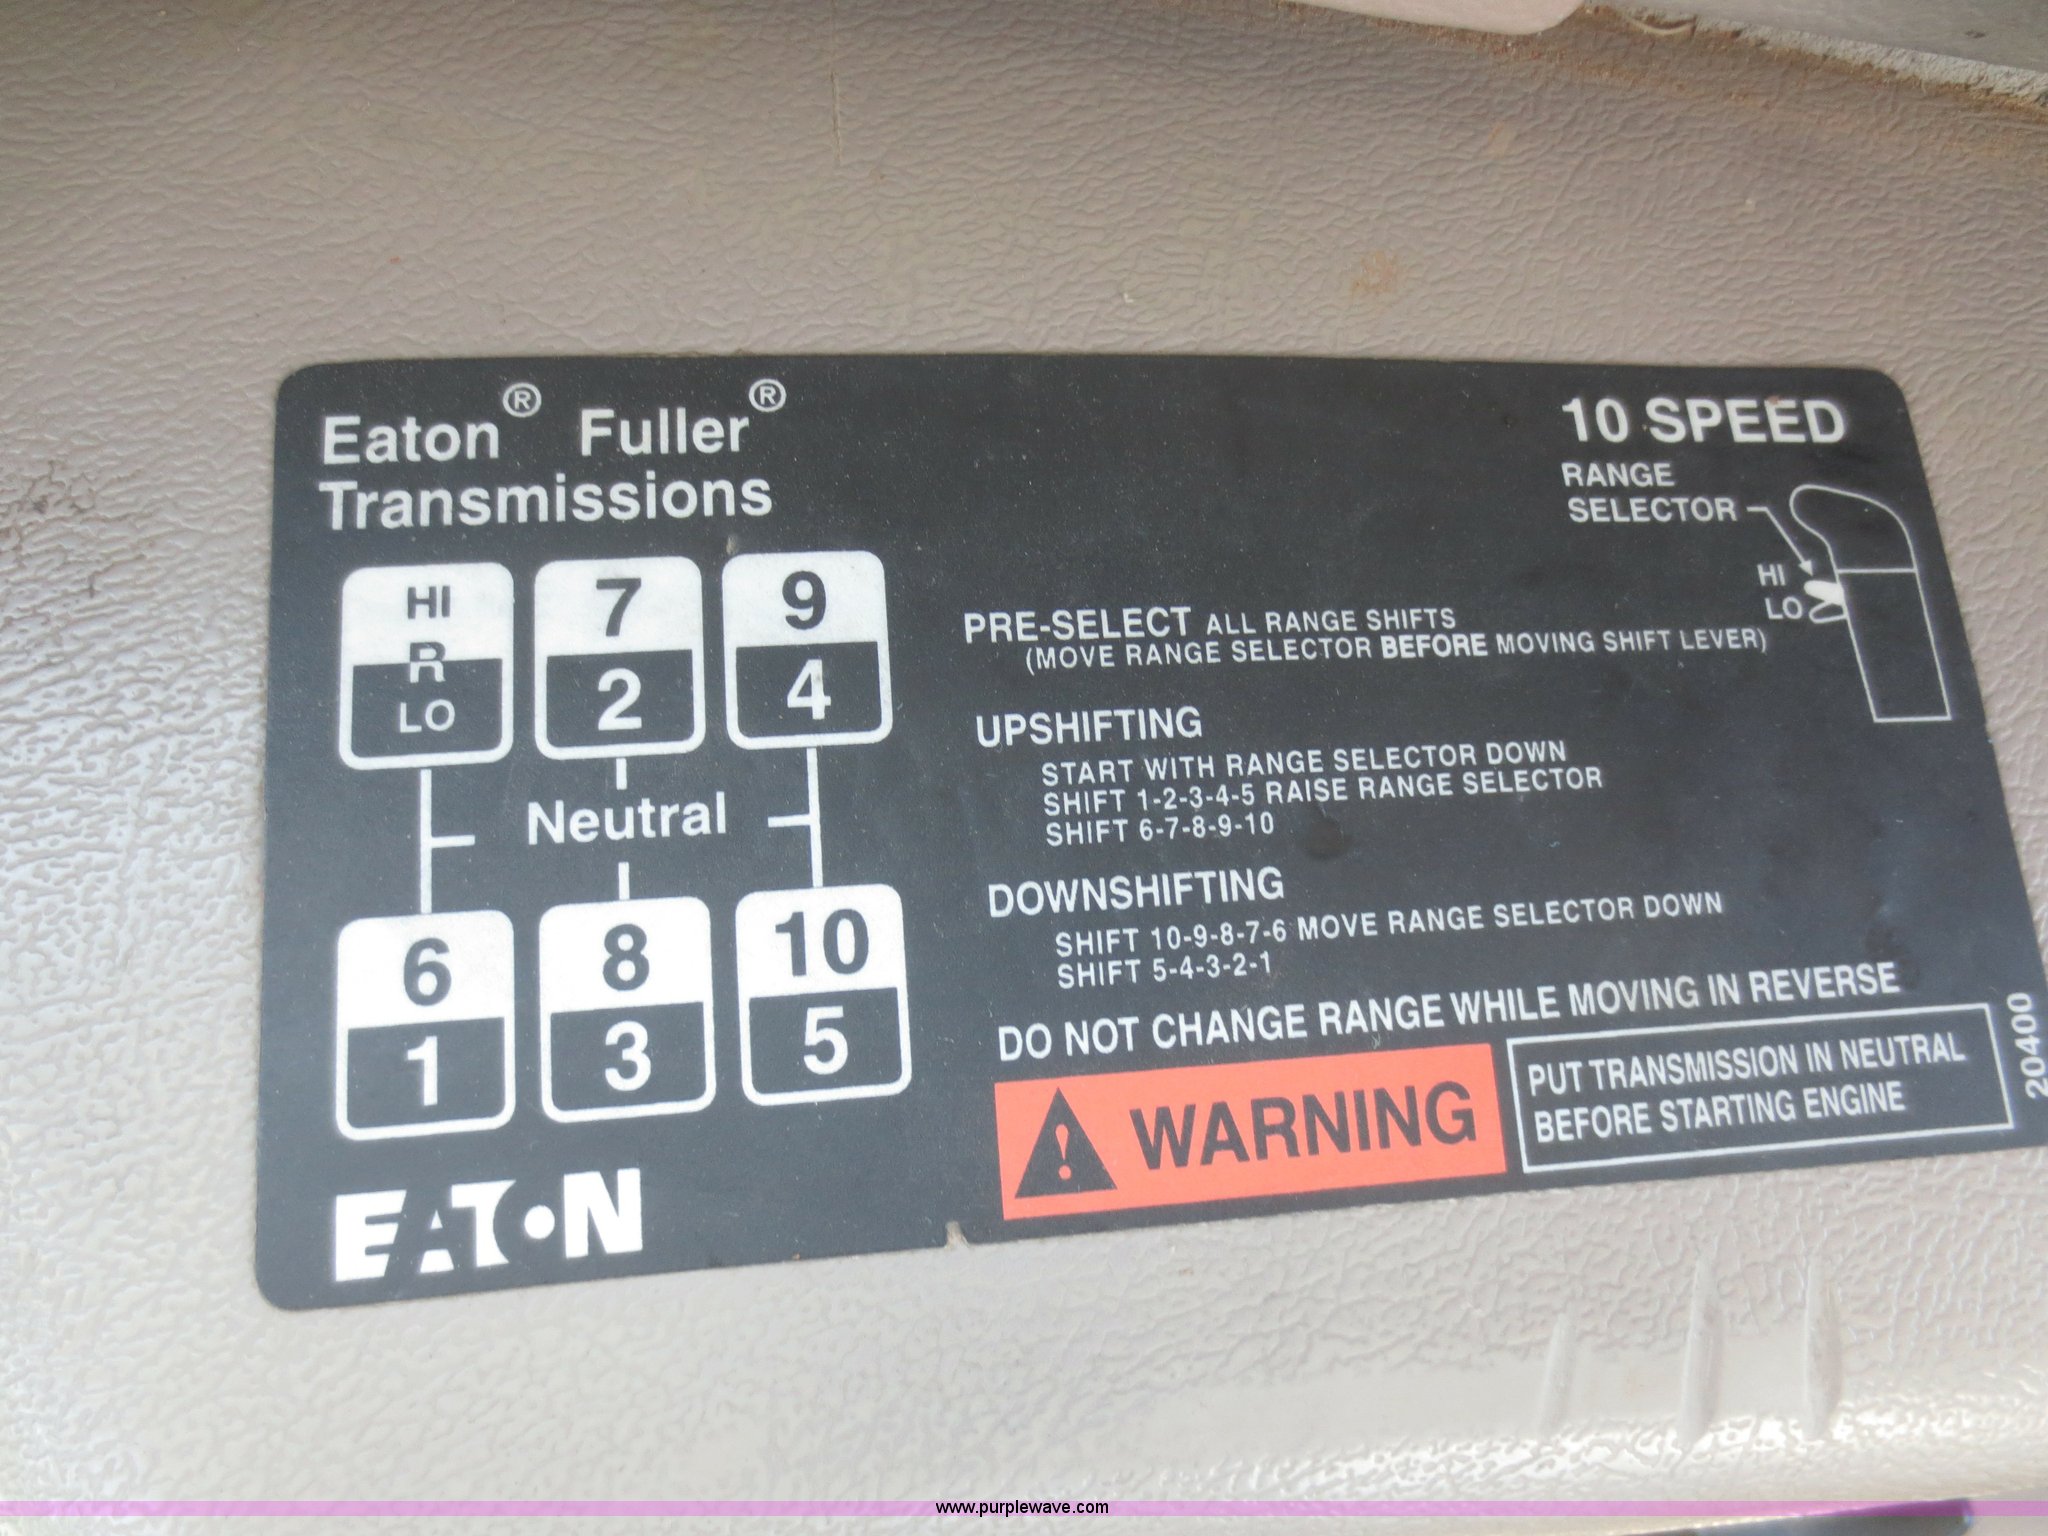 Eaton® Fuller®
Transmissions
HI
R
LO
7
2
9
4
Neutral
6
1
8
3
10
5
EATON
10 SPEED
RANGE
SELECTOR
HI
LO
PRE-SELECT ALL RANGE SHIFTS
(MOVE RANGE SELECTOR BEFORE MOVING SHIFT LEVER)
UPSHIFTING
START WITH RANGE SELECTOR DOWN
SHIFT 1-2-3-4-5 RAISE RANGE SELECTOR
SHIFT 6-7-8-9-10
DOWNSHIFTING
SHIFT 10-9-8-7-6 MOVE RANGE SELECTOR DOWN
SHIFT 5-4-3-2-1
DO NOT CHANGE RANGE WHILE MOVING IN REVERSE
WARNING
PUT TRANSMISSION IN NEUTRAL
BEFORE STARTING ENGINE
20400
www.purplewave.com